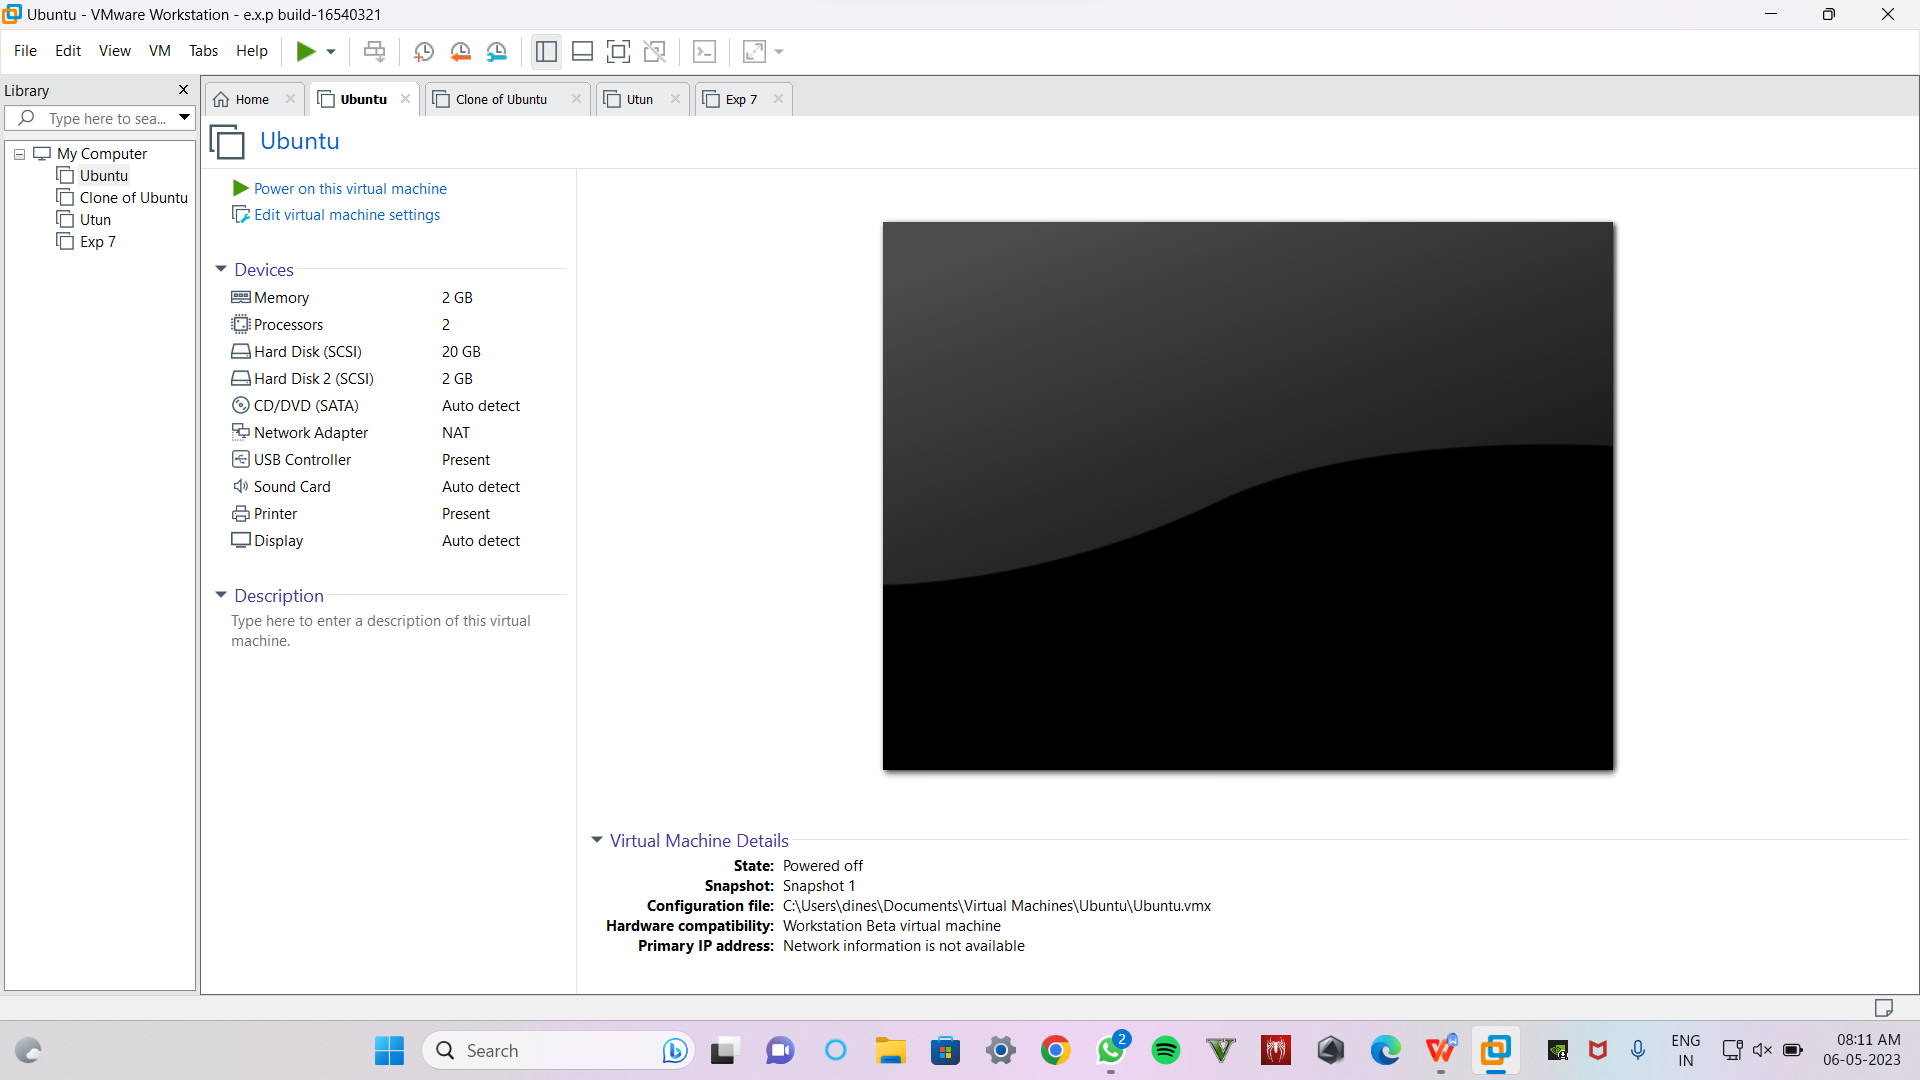 Ubuntu - VMware Workstation - e.x.p build-16540321
File Edit View VM Tabs Help
Library
Type here to sea...
My Computer
Ubuntu
Clone of Ubuntu
Utun
Exp 7
Home Ubuntu Clone of Ubuntu Utun Exp 7
Ubuntu
Power on this virtual machine
Edit virtual machine settings
Devices
Memory 2 GB
Processors 2
Hard Disk (SCSI) 20 GB
Hard Disk 2 (SCSI) 2 GB
CD/DVD (SATA) Auto detect
Network Adapter NAT
USB Controller Present
Sound Card Auto detect
Printer Present
Display Auto detect
Description
Type here to enter a description of this virtual
machine.
Virtual Machine Details
State: Powered off
Snapshot: Snapshot 1
Configuration file: C:\Users\dines\Documents\Virtual Machines\Ubuntu\Ubuntu.vmx
Hardware compatibility: Workstation Beta virtual machine
Primary IP address: Network information is not available
Search
2
ENG
IN
08:11 AM
06-05-2023